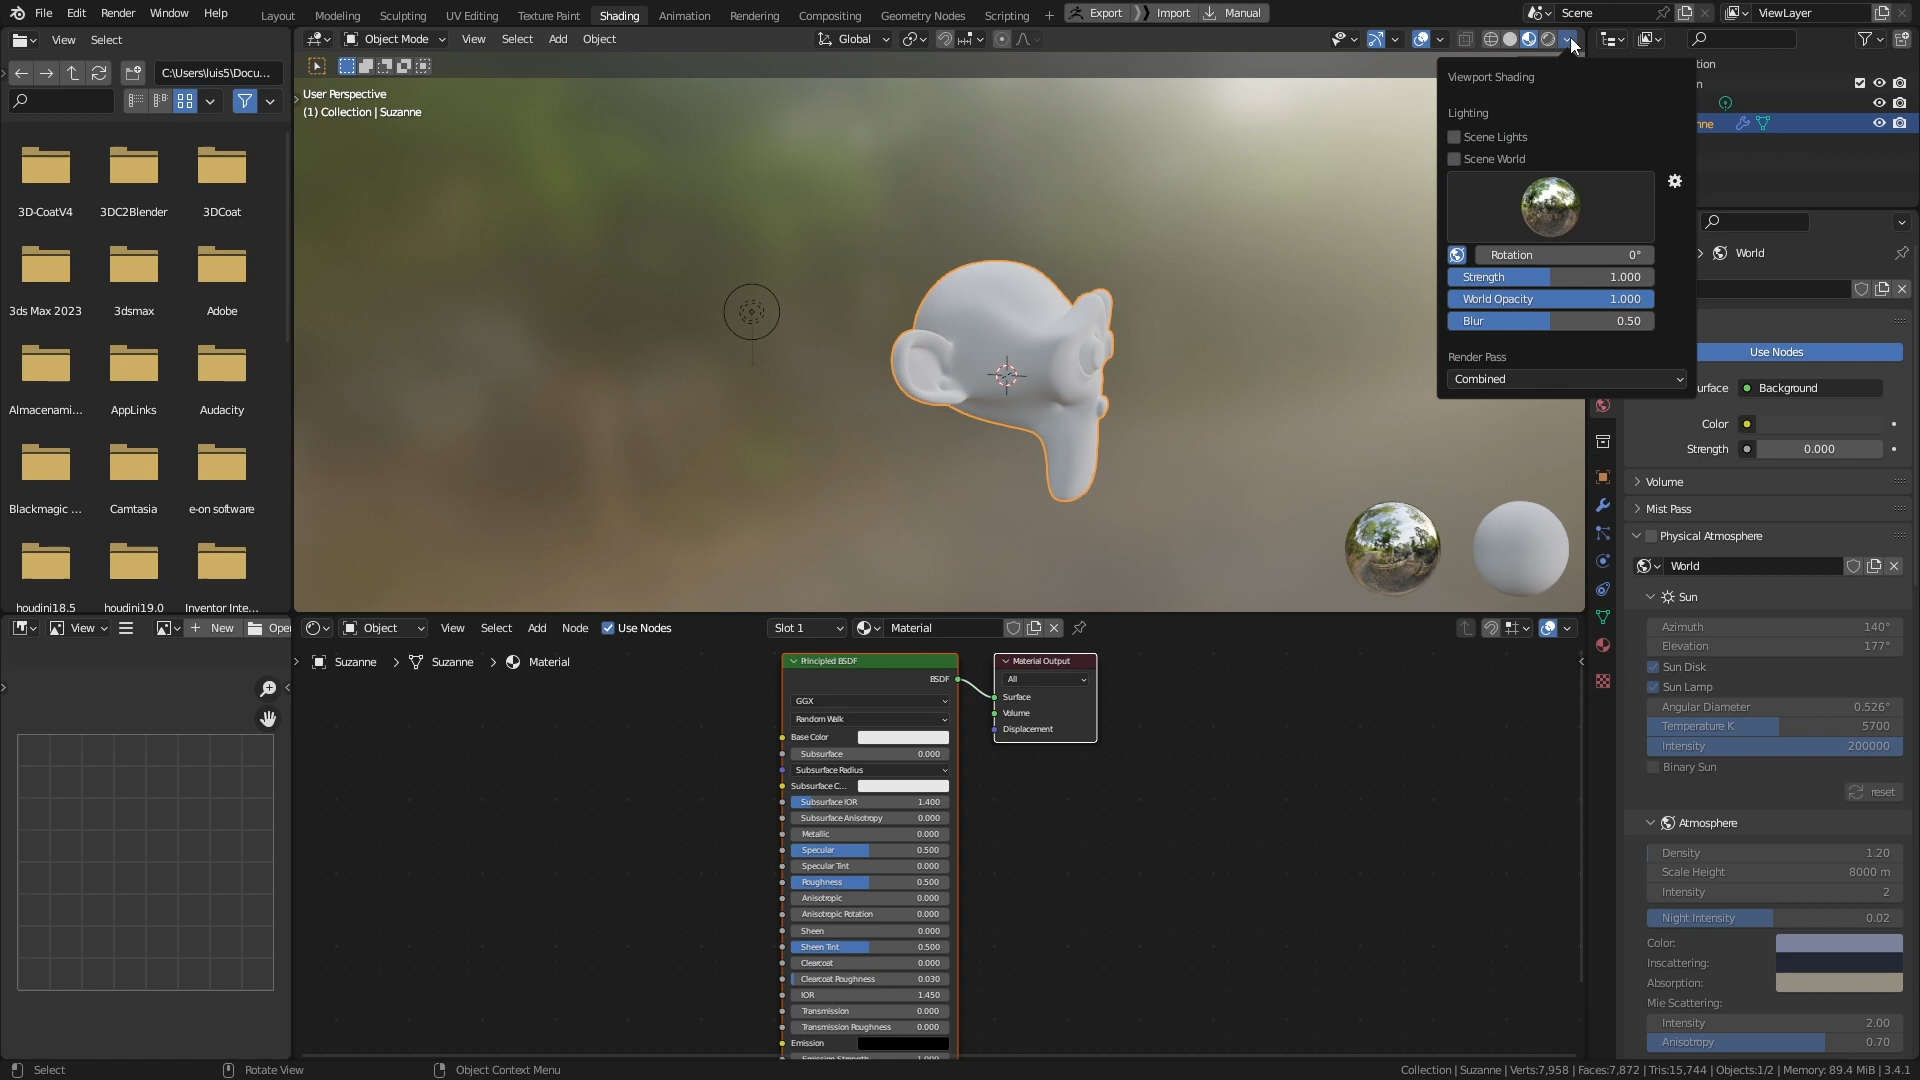 File Edit Render Window Help Layout Modeling Sculpting UV Editing Texture Paint Shading Animation Rendering Compositing Geometry Nodes Scripting + Export Import Manual Scene ViewLayer
View Select
Object Mode View Select Add Object Global
C:\Users\luis5\Docu...
User Perspective
(1) Collection | Suzanne
3D-CoatV4 3DC2Blender 3DCoat
3ds Max 2023 3dsmax Adobe
Almacenami... AppLinks Audacity
Blackmagic ... Camtasia e-on software
houdini18.5 houdini19.0 Inventor Inte...
Viewport Shading
Lighting
Scene Lights
Scene World
Rotation 0°
Strength 1.000
World Opacity 1.000
Blur 0.50
Render Pass
Combined
tion
n
nne
World
Use Nodes
urface Background
Color
Strength 0.000
Volume
Mist Pass
Physical Atmosphere
World
Sun
Azimuth 140°
Elevation 177°
Sun Disk
Sun Lamp
Angular Diameter 0.526°
Temperature K 5700
Intensity 200000
Binary Sun
reset
Atmosphere
Density 1.20
Scale Height 8000 m
Intensity 2
Night Intensity 0.02
Color:
Inscattering:
Absorption:
Mie Scattering:
Intensity 2.00
Anisotropy 0.70
View + New Open
Object View Select Add Node Use Nodes Slot 1 Material
Suzanne > Suzanne > Material
Principled BSDF
BSDF
GGX
Random Walk
Base Color
Subsurface 0.000
Subsurface Radius
Subsurface C...
Subsurface IOR 1.400
Subsurface Anisotropy 0.000
Metallic 0.000
Specular 0.500
Specular Tint 0.000
Roughness 0.500
Anisotropic 0.000
Anisotropic Rotation 0.000
Sheen 0.000
Sheen Tint 0.500
Clearcoat 0.000
Clearcoat Roughness 0.030
IOR 1.450
Transmission 0.000
Transmission Roughness 0.000
Emission
Emission Strength 1.000
Material Output
All
Surface
Volume
Displacement
Select Rotate View Object Context Menu Collection | Suzanne | Verts:7,958 | Faces:7,872 | Tris:15,744 | Objects:1/2 | Memory: 89.4 MiB | 3.4.1